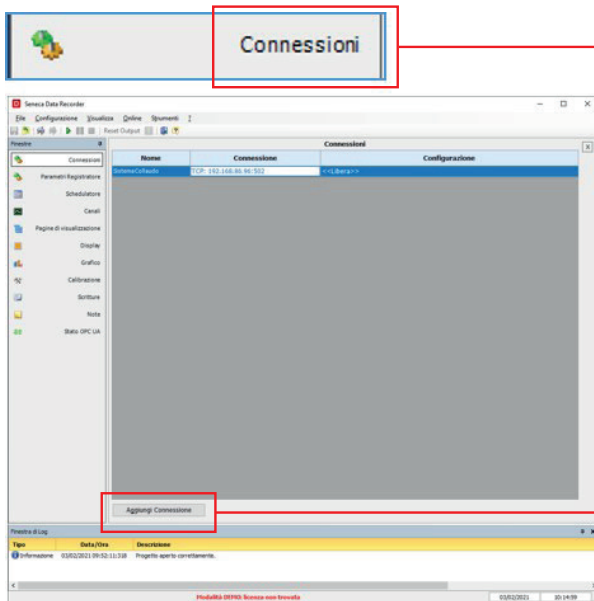 Connessioni
Seneca Data Recorder
File Configurazione Visualizza Online Strumenti ?
Reset Output
Finestre
Connessioni
Connessioni
Nome Connessione Configurazione
SistemaCollaudo TCP: 192.168.86.96:502 <<Libera>>
Parametri Registratore
Schedulatore
Canali
Pagine di visualizzazione
Display
Grafico
Calibrazione
Scritture
Note
Stato OPC UA
Aggiungi Connessione
Finestra di Log
Tipo Data/Ora Descrizione
Informazione 03/02/2021 09:52:11:318 Progetto aperto correttamente.
Modalità DEMO: licenza non trovata 03/02/2021 10:14:59